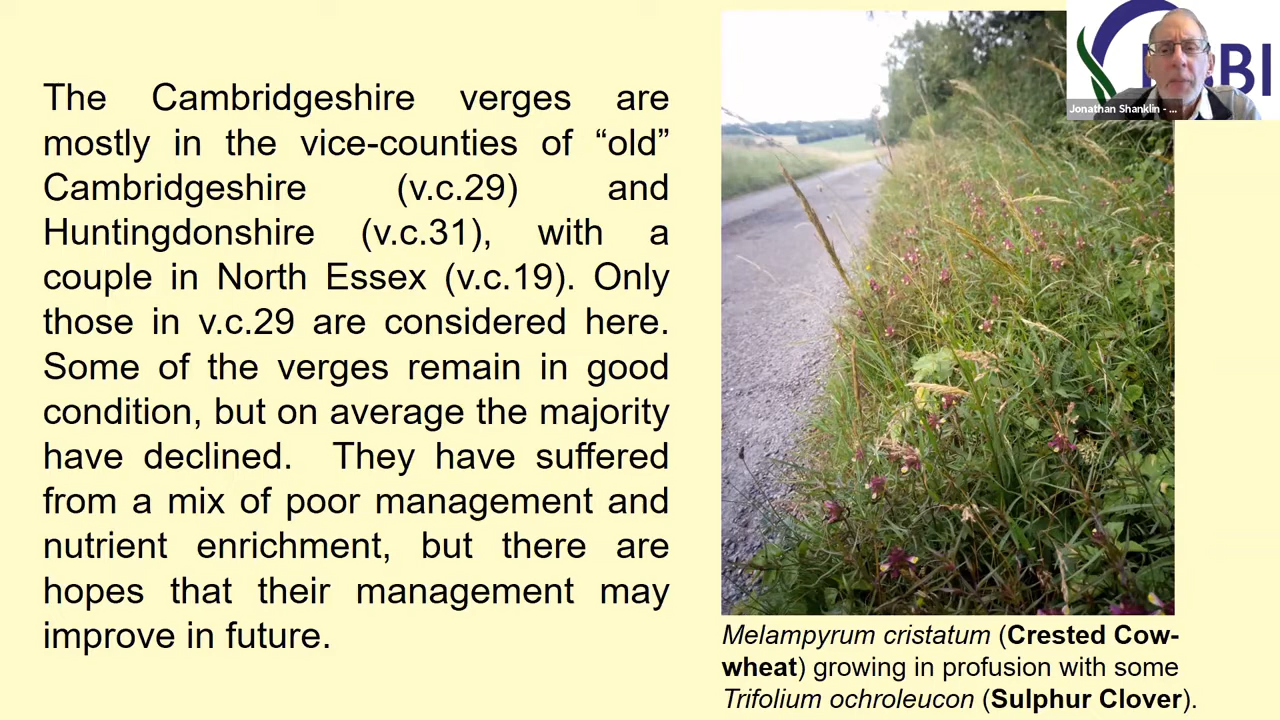 The Cambridgeshire verges are
mostly in the vice-counties of “old”
Cambridgeshire (v.c.29) and
Huntingdonshire (v.c.31), with a
couple in North Essex (v.c.19). Only
those in v.c.29 are considered here.
Some of the verges remain in good
condition, but on average the majority
have declined. They have suffered
from a mix of poor management and
nutrient enrichment, but there are
hopes that their management may
improve in future.
BI
Jonathan Shanklin - ...
Melampyrum cristatum (Crested Cow-
wheat) growing in profusion with some
Trifolium ochroleucon (Sulphur Clover).